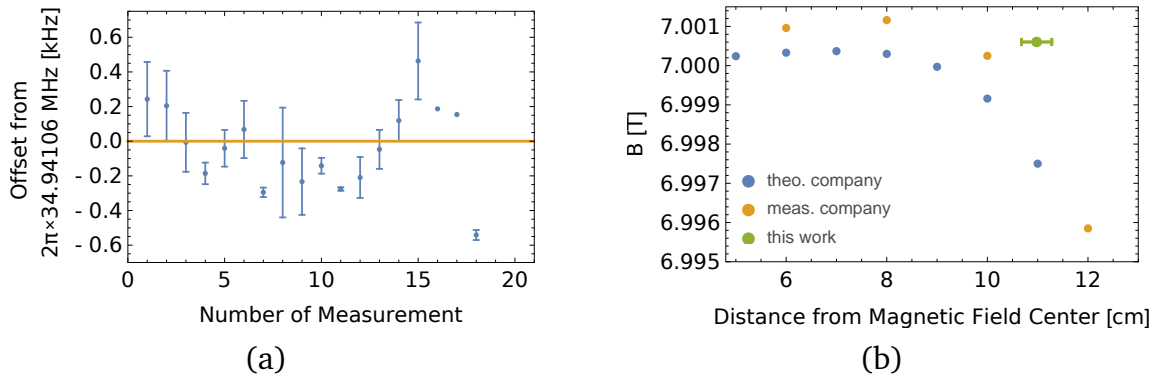 Offset from
2π×34.94106 MHz [kHz]
0.6
0.4
0.2
0.0
- 0.2
- 0.4
- 0.6
0 5 10 15 20
Number of Measurement
(a)
B [T]
7.001
7.000
6.999
6.998
6.997
6.996
6.995
theo. company
meas. company
this work
6 8 10 12
Distance from Magnetic Field Center [cm]
(b)